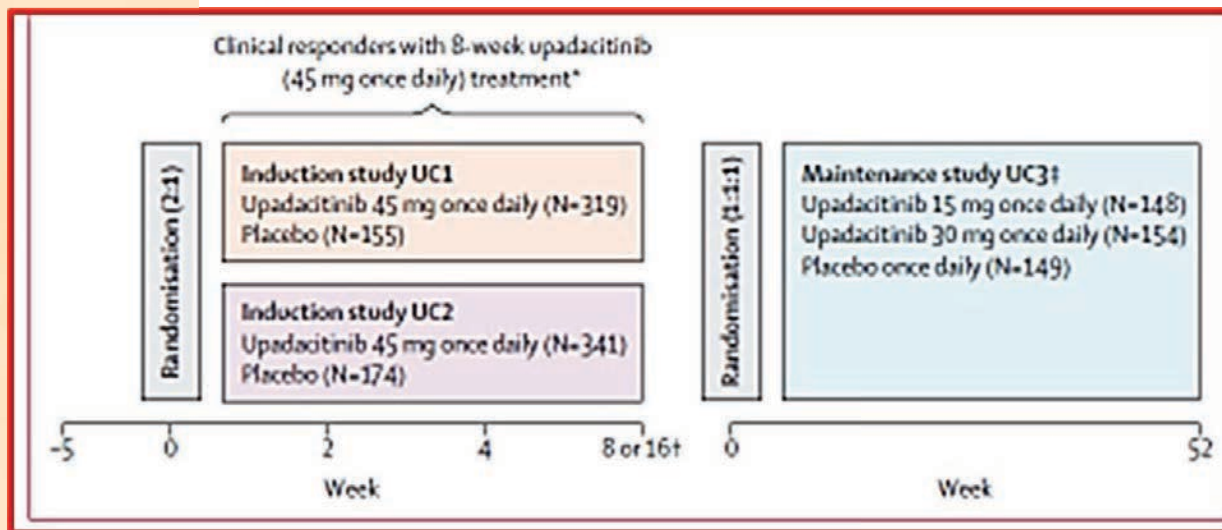 Clinical responders with 8-week upadacitinib
(45 mg once daily) treatment*
Randomisation (2:1)
Induction study UC1
Upadacitinib 45 mg once daily (N=319)
Placebo (N=155)
Induction study UC2
Upadacitinib 45 mg once daily (N=341)
Placebo (N=174)
-5 0 2 4 8 or 16†
Week
Randomisation (1:1:1)
Maintenance study UC3‡
Upadacitinib 15 mg once daily (N=148)
Upadacitinib 30 mg once daily (N=154)
Placebo once daily (N=149)
0 52
Week